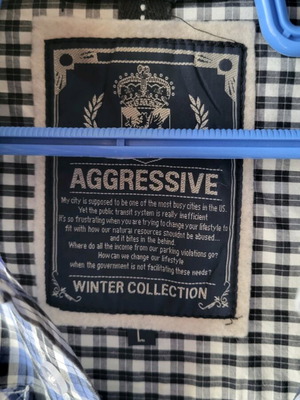 AGGRESSIVE
My city is supposed to be one of the most busy cities in the US.
Yet the public transit system is really inefficient
It's so frustrating when you are trying to change your lifestyle to
fit with how our natural resources shouldnt be abused...
and it bites in the behind.
Where do all the income from our parking violations go?
How can we change our lifestyle
when the government is not facilitating these needs?
WINTER COLLECTION
L